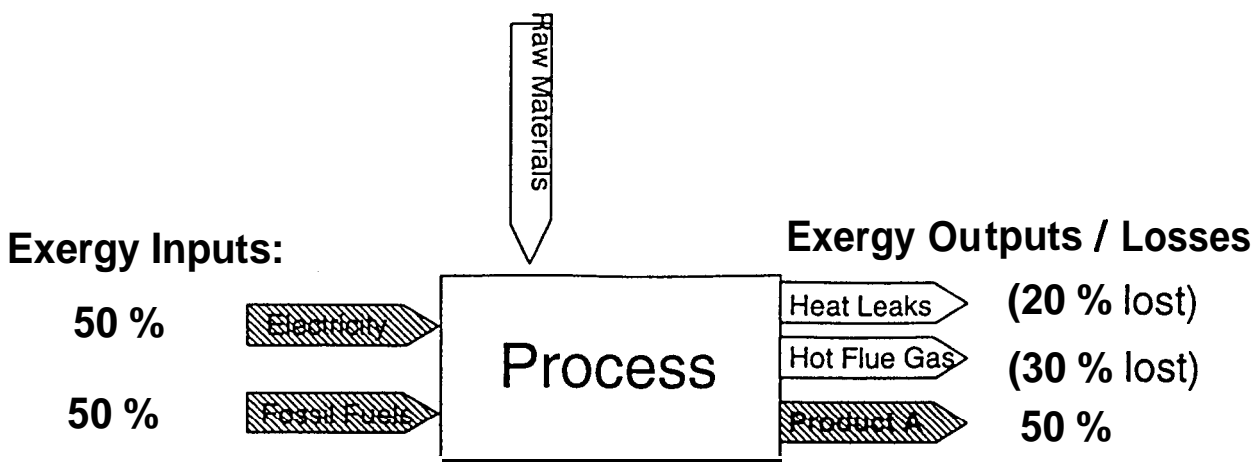 Raw Materials
Exergy Inputs:
Exergy Outputs / Losses
50 %
Electricity
Process
Heat Leaks
(20 % lost)
Hot Flue Gas
(30 % lost)
50 %
Fossil Fuels
Product A
50 %